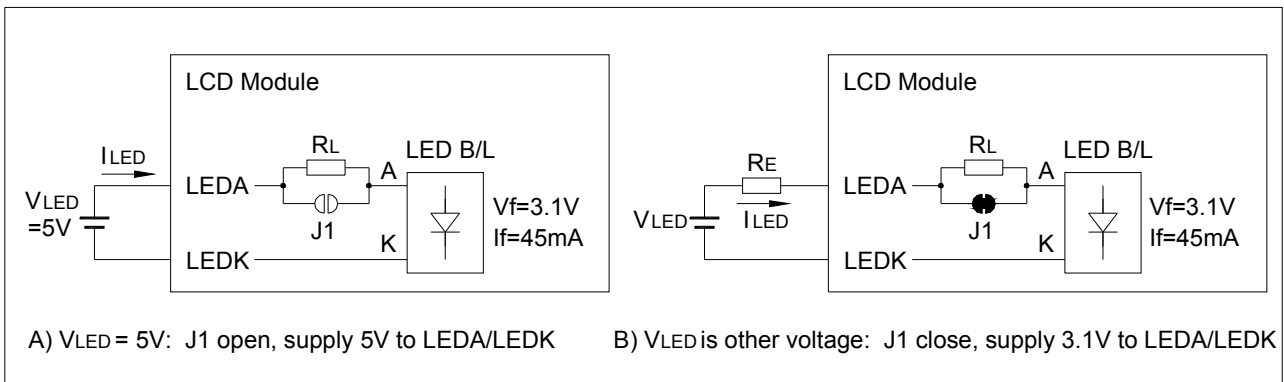 LCD Module
ILED
VLED
=5V
LEDA
RL
J1
A
LED B/L
Vf=3.1V
If=45mA
K
LEDK
A) VLED = 5V: J1 open, supply 5V to LEDA/LEDK
LCD Module
RE
ILED
VLED
LEDA
RL
J1
A
LED B/L
Vf=3.1V
If=45mA
K
LEDK
B) VLED is other voltage: J1 close, supply 3.1V to LEDA/LEDK